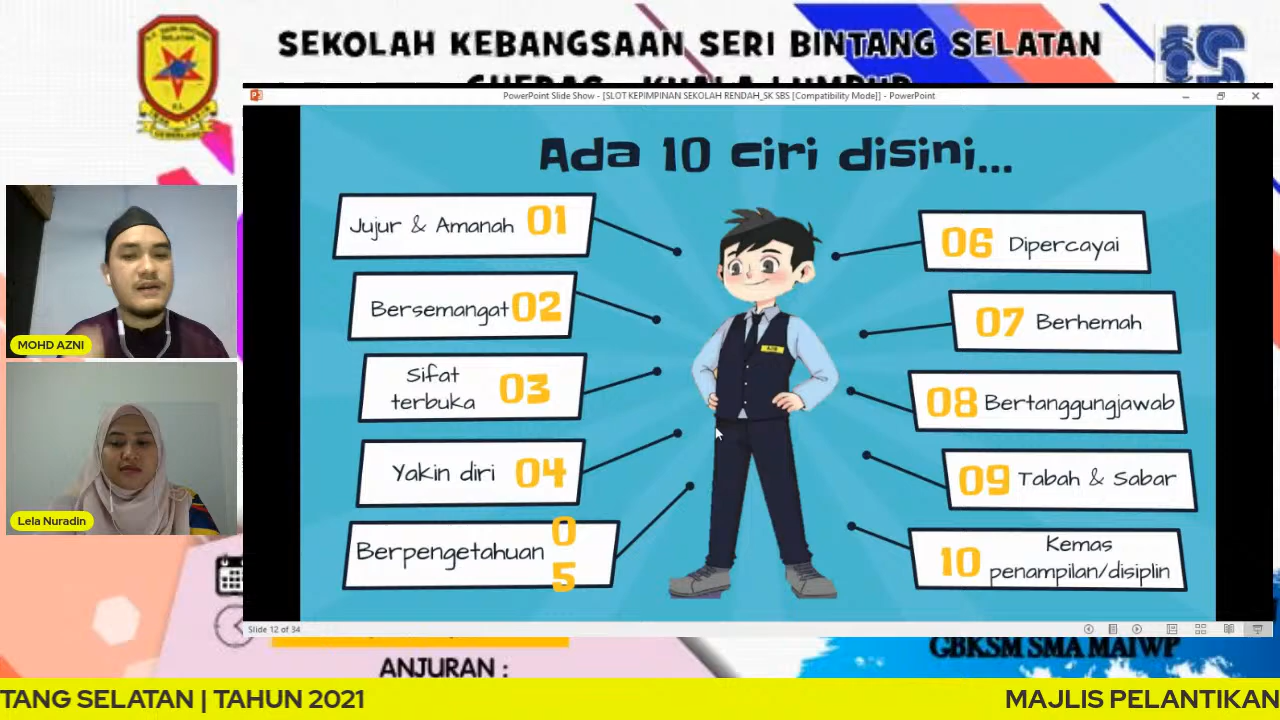 SEKOLAH KEBANGSAAN SERI BINTANG SELATAN
PowerPoint Slide Show - [SLOT KEPIMPINAN SEKOLAH RENDAH_SK SBS [Compatibility Mode]] - PowerPoint
Ada 10 ciri disini...
Jujur & Amanah 01
Bersemangat 02
Sifat
terbuka 03
Yakin diri 04
Berpengetahuan 0
5
06 Dipercayai
07 Berhemah
08 Bertanggungjawab
09 Tabah & Sabar
10 Kemas
penampilan/disiplin
MOHD AZNI
Lela Nuradin
Slide 12 of 34
GBKSM SMA MAIWP
ANJURAN :
TANG SELATAN | TAHUN 2021
MAJLIS PELANTIKAN